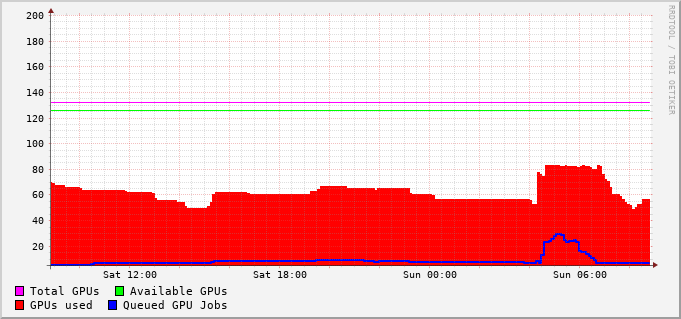 200
180
160
140
120
100
80
60
40
20
Sat 12:00 Sat 18:00 Sun 00:00 Sun 06:00
Total GPUs Available GPUs
GPUs used Queued GPU Jobs
RRDTOOL / TOBI OETIKER